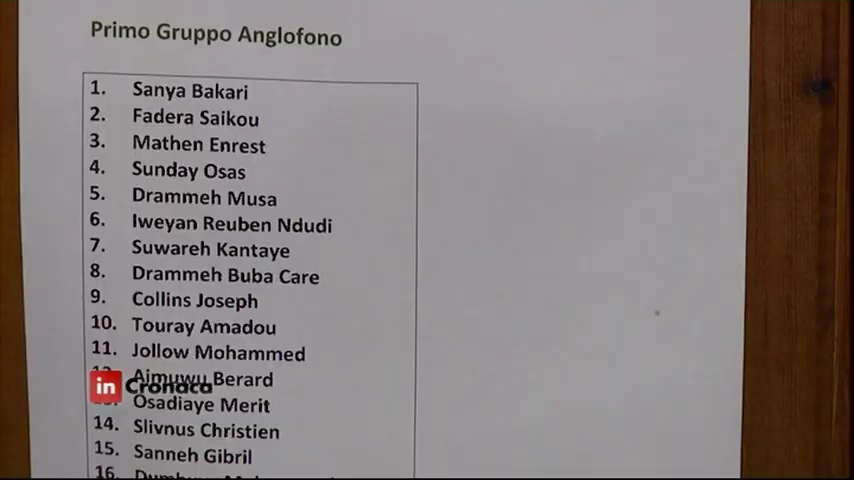 Primo Gruppo Anglofono
1. Sanya Bakari
2. Fadera Saikou
3. Mathen Enrest
4. Sunday Osas
5. Drammeh Musa
6. Iweyan Reuben Ndudi
7. Suwareh Kantaye
8. Drammeh Buba Care
9. Collins Joseph
10. Touray Amadou
11. Jollow Mohammed
Aimuwu Berard
in Cronaca
Osadiaye Merit
14. Slivnus Christien
15. Sanneh Gibril
16.